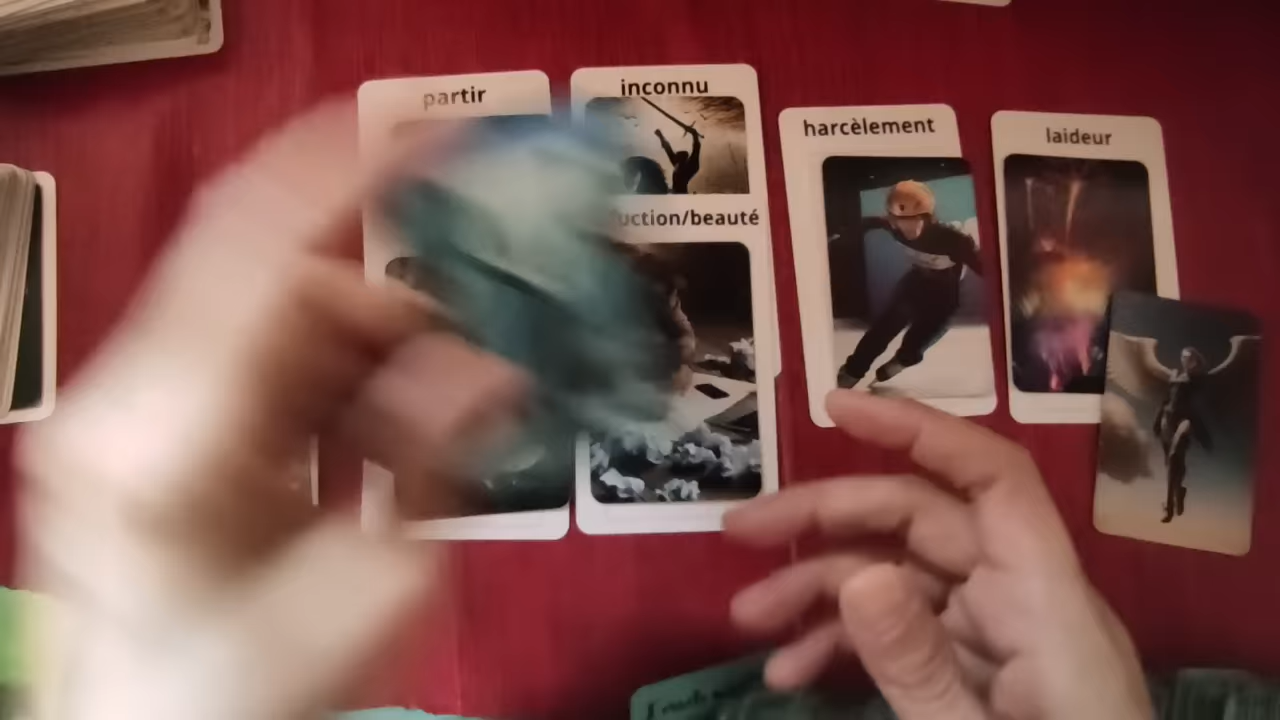 partir
inconnu
uction/beauté
harcèlement
laideur